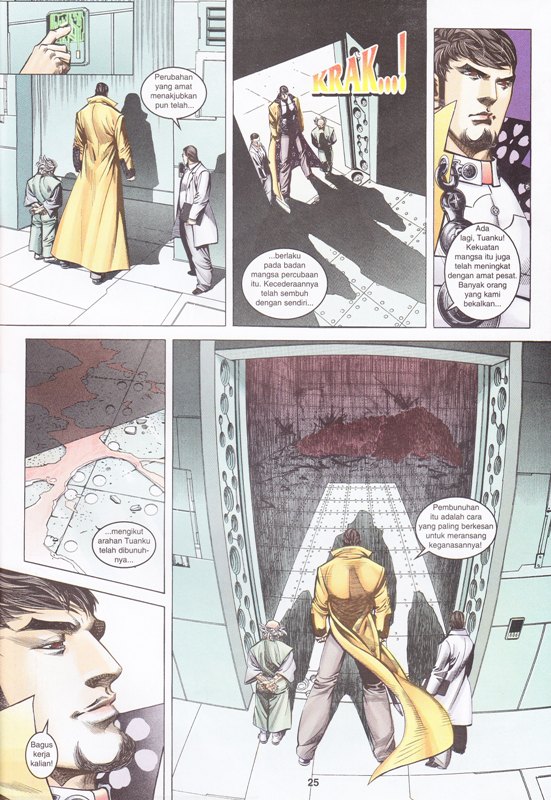 Perubahan
yang amat
menakjubkan
pun telah...
KRAK...!
...berlaku
pada badan
mangsa percubaan
itu. Kecederaannya
telah sembuh
dengan sendiri...
Ada
lagi, Tuanku!
Kekuatan
mangsa itu juga
telah meningkat
dengan amat pesat.
Banyak orang
yang kami
bekalkan...
...mengikut
arahan Tuanku
telah dibunuh-
nya...
Pembunuhan
itu adalah cara
yang paling berkesan
untuk meransang
keganasannya!
Bagus
kerja
kalian!
25